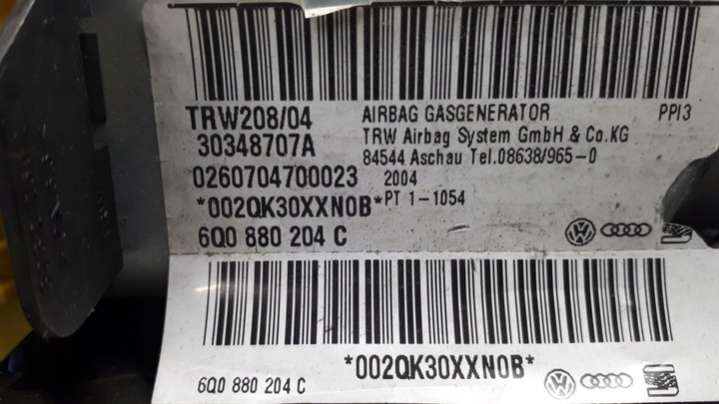 TRW208/04
30348707A
0260704700023
*002QK30XXN0B*
6Q0 880 204 C
AIRBAG GASGENERATOR PPI3
TRW Airbag System GmbH & Co.KG
84544 Aschau Tel.08638/965-0
2004
PT 1-1054
*002QK30XXN0B*
6Q0 880 204 C